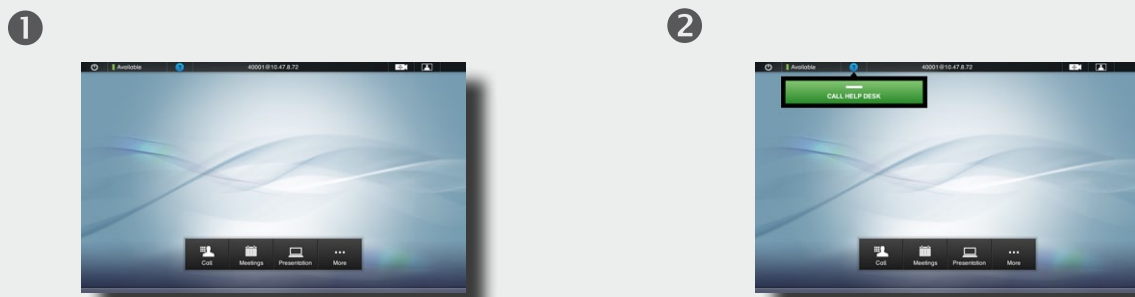 1
Available ? 40001@10.47.8.72
Call Meetings Presentation More
2
Available ? 40001@10.47.8.72
CALL HELP DESK
Call Meetings Presentation More